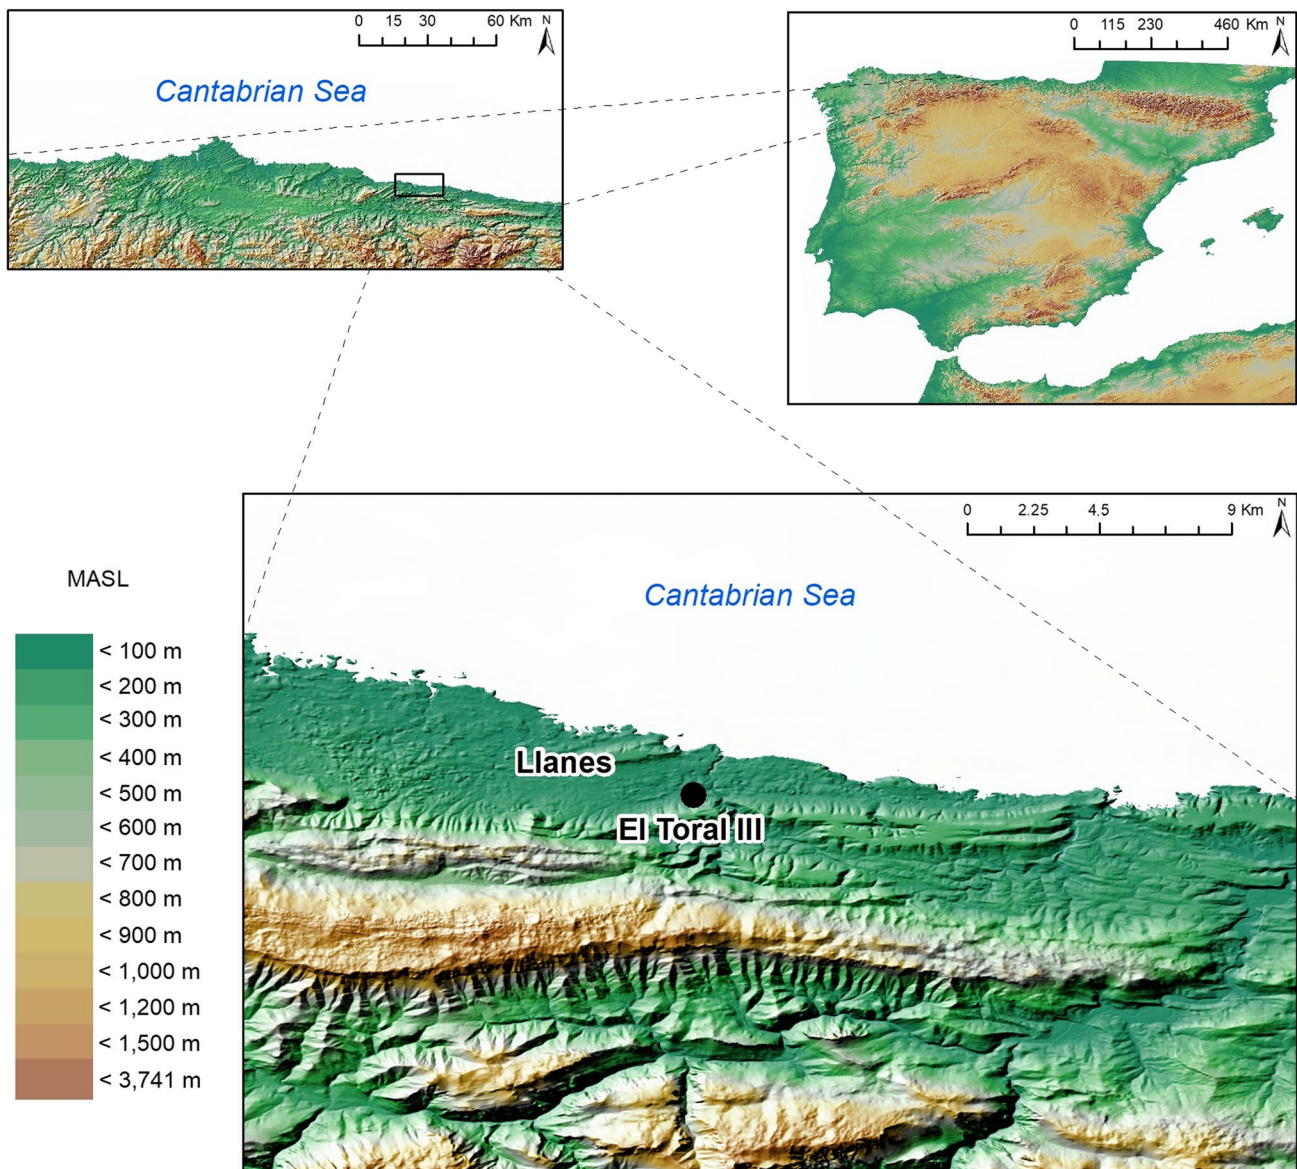 0 15 30 60 Km N
Cantabrian Sea
0 115 230 460 Km N
0 2.25 4.5 9 Km N
Cantabrian Sea
Llanes
El Toral III
MASL
< 100 m
< 200 m
< 300 m
< 400 m
< 500 m
< 600 m
< 700 m
< 800 m
< 900 m
< 1,000 m
< 1,200 m
< 1,500 m
< 3,741 m